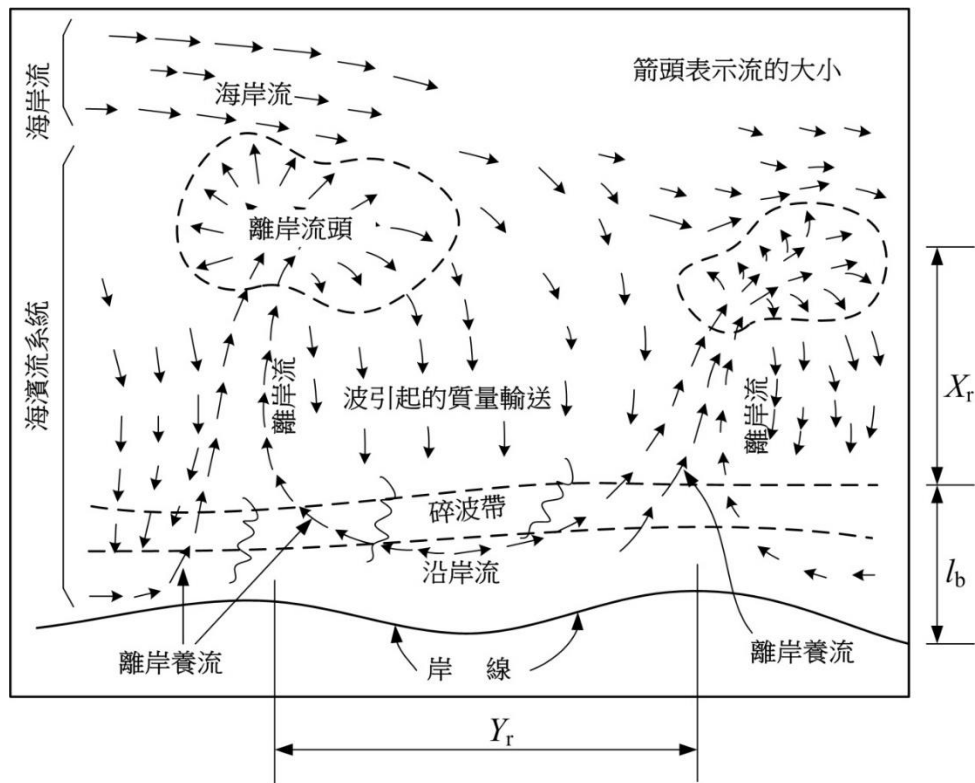 箭頭表示流的大小
海岸流
海岸流
離岸流頭
海濱流系統
離岸流
波引起的質量輸送
離岸流
X_r
碎波帶
沿岸流
l_b
離岸養流
岸 線
離岸養流
Y_r